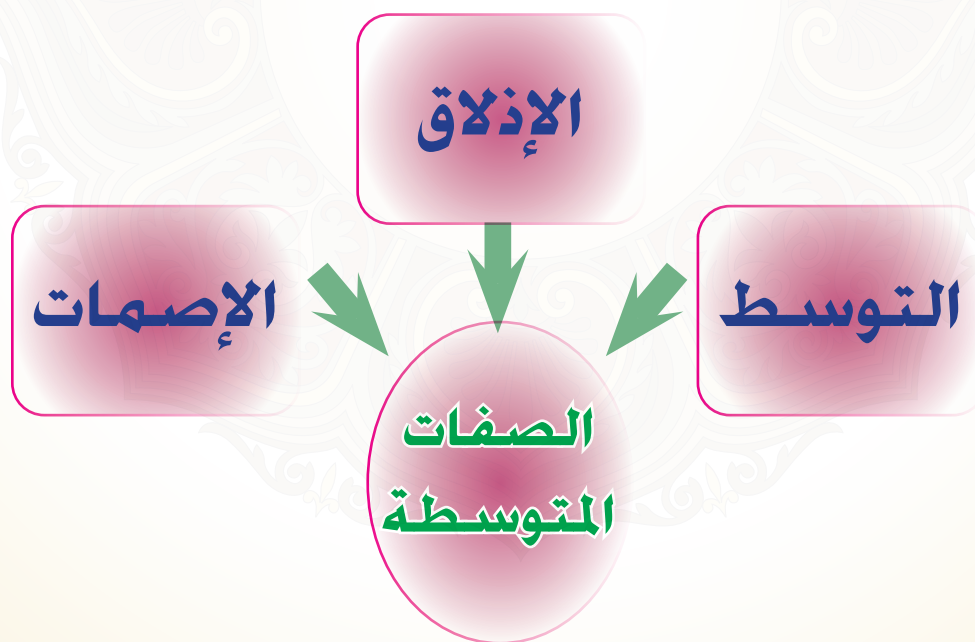 الإذلاق
التوسط
الإصمات
الصفات
المتوسطة